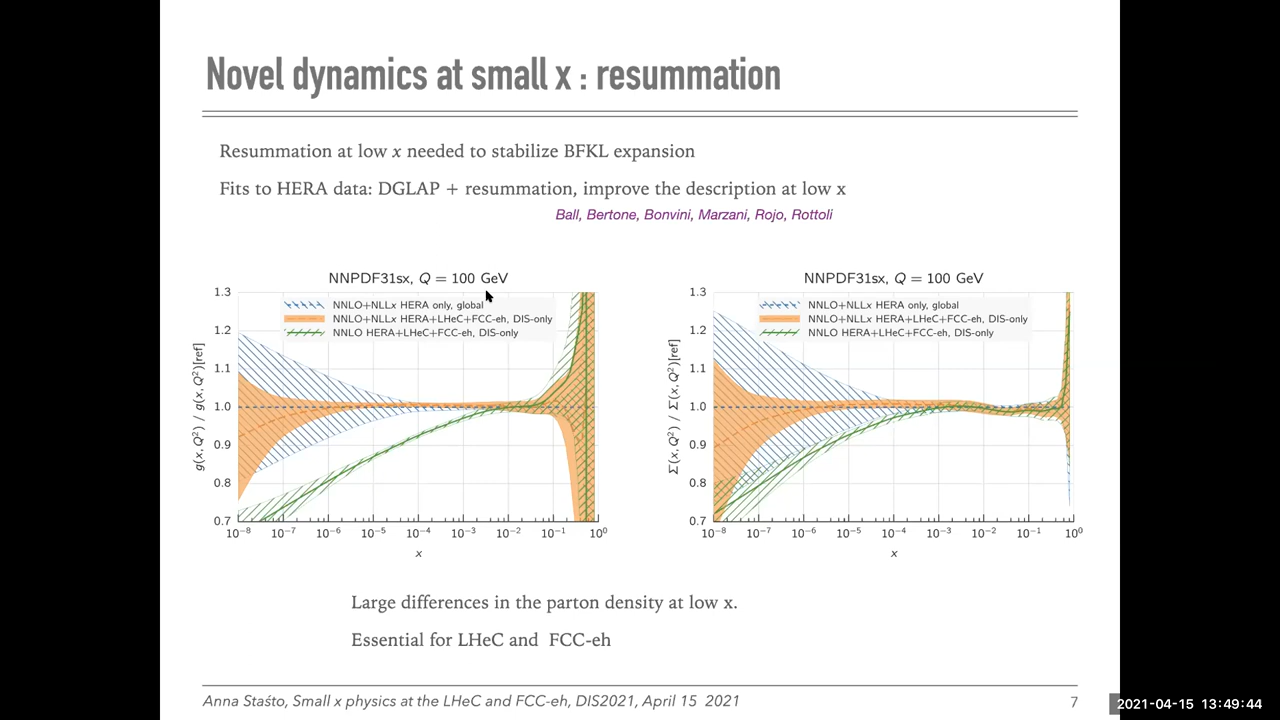 Novel dynamics at small x : resummation
Resummation at low x needed to stabilize BFKL expansion
Fits to HERA data: DGLAP + resummation, improve the description at low x
Ball, Bertone, Bonvini, Marzani, Rojo, Rottoli
NNPDF31sx, Q = 100 GeV
NNLO+NLLx HERA only, global
NNLO+NLLx HERA+LHeC+FCC-eh, DIS-only
NNLO HERA+LHeC+FCC-eh, DIS-only
g(x, Q²) / g(x, Q²)[ref]
1.3
1.2
1.1
1.0
0.9
0.8
0.7
10⁻⁸ 10⁻⁷ 10⁻⁶ 10⁻⁵ 10⁻⁴ 10⁻³ 10⁻² 10⁻¹ 10⁰
x
NNPDF31sx, Q = 100 GeV
NNLO+NLLx HERA only, global
NNLO+NLLx HERA+LHeC+FCC-eh, DIS-only
NNLO HERA+LHeC+FCC-eh, DIS-only
Σ(x, Q²) / Σ(x, Q²)[ref]
1.3
1.2
1.1
1.0
0.9
0.8
0.7
10⁻⁸ 10⁻⁷ 10⁻⁶ 10⁻⁵ 10⁻⁴ 10⁻³ 10⁻² 10⁻¹ 10⁰
x
Large differences in the parton density at low x.
Essential for LHeC and FCC-eh
Anna Staśto, Small x physics at the LHeC and FCC-eh, DIS2021, April 15 2021
7
2021-04-15 13:49:44